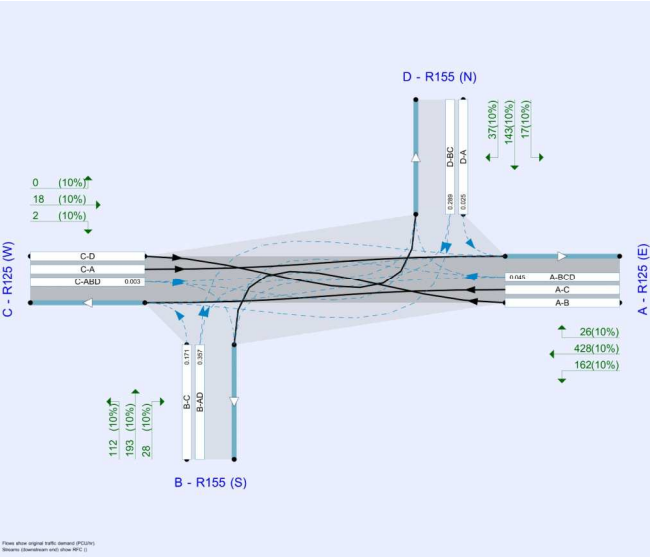 D - R155 (N)
37(10%)
143(10%)
17(10%)
D-BC
D-A
0.289
0.025
0 (10%)
18 (10%)
2 (10%)
C - R125 (W)
C-D
C-A
C-ABD 0.003
0.045 A-BCD
A-C
A-B
A - R125 (E)
26(10%)
428(10%)
162(10%)
0.171
0.357
B-C
B-AD
112 (10%)
193 (10%)
28 (10%)
B - R155 (S)
Flows show original traffic demand (PCU/hr).
Streams (downstream end) show RFC ()